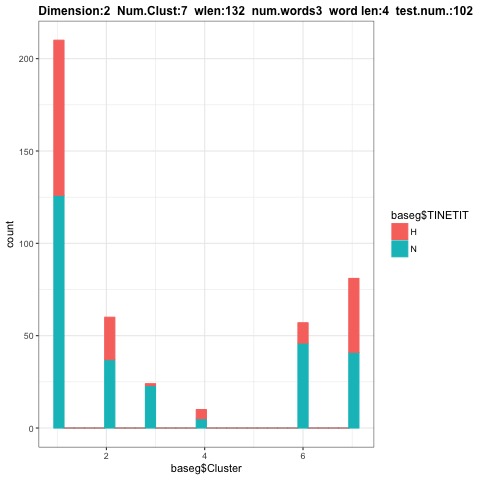 Dimension:2  Num.Clust:7  wlen:132  num.words3  word len:4  test.num.:102
200
150
100
50
0
count
2 4 6
baseg$Cluster
baseg$TINETIT
H
N